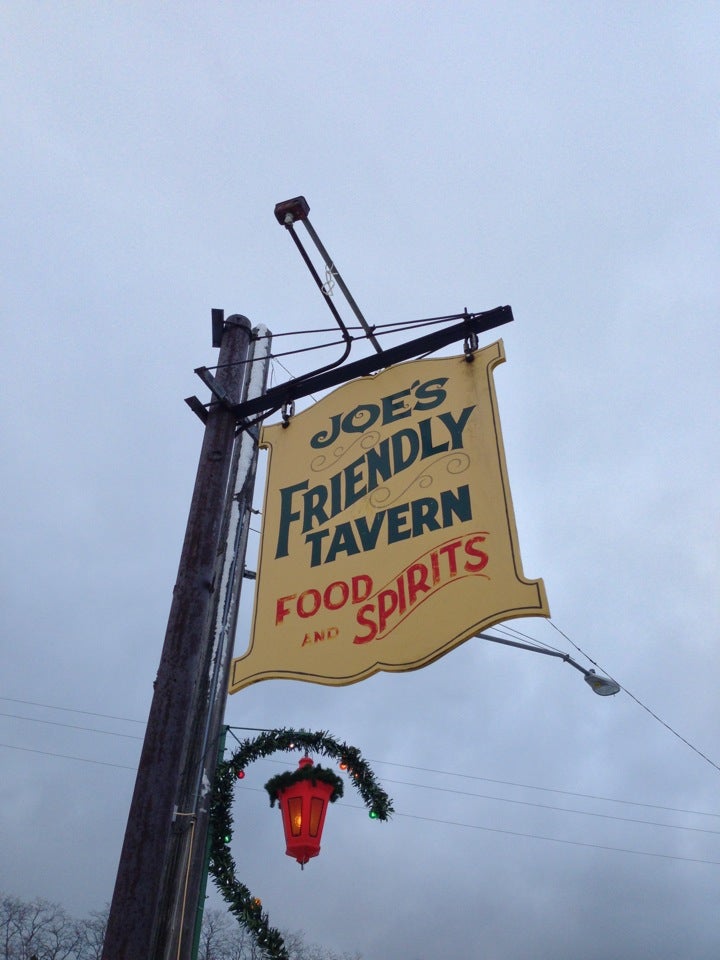 JOE'S
FRIENDLY
TAVERN
FOOD
AND SPIRITS